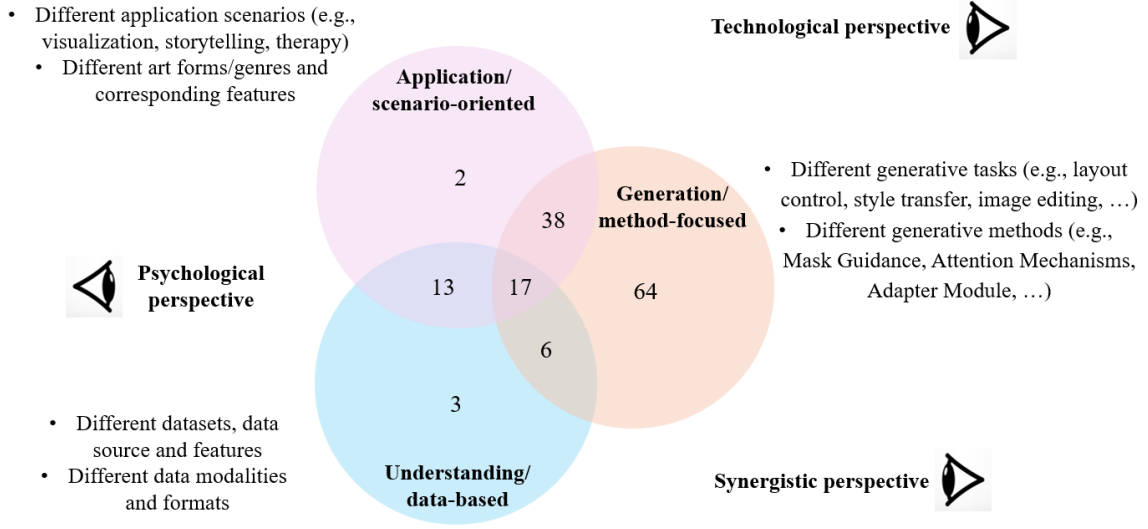 • Different application scenarios (e.g.,
visualization, storytelling, therapy)
• Different art forms/genres and
corresponding features
Technological perspective
Application/
scenario-oriented
2
Generation/
method-focused
38
• Different generative tasks (e.g., layout
control, style transfer, image editing, …)
• Different generative methods (e.g.,
Mask Guidance, Attention Mechanisms,
Adapter Module, …)
Psychological
perspective
13
17
64
6
3
• Different datasets, data
source and features
• Different data modalities
and formats
Understanding/
data-based
Synergistic perspective